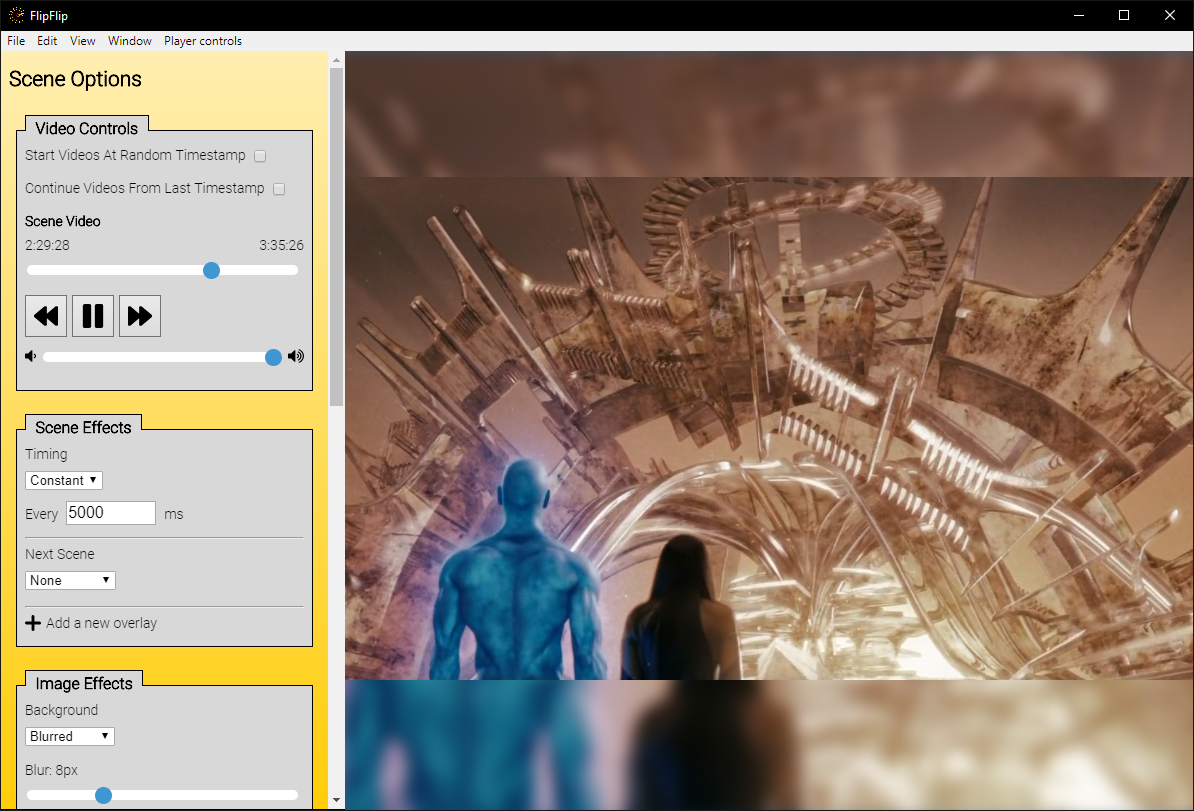 FlipFlip
File Edit View Window Player controls
Scene Options
Video Controls
Start Videos At Random Timestamp
Continue Videos From Last Timestamp
Scene Video
2:29:28 3:35:26
Scene Effects
Timing
Constant
Every 5000 ms
Next Scene
None
Add a new overlay
Image Effects
Background
Blurred
Blur: 8px